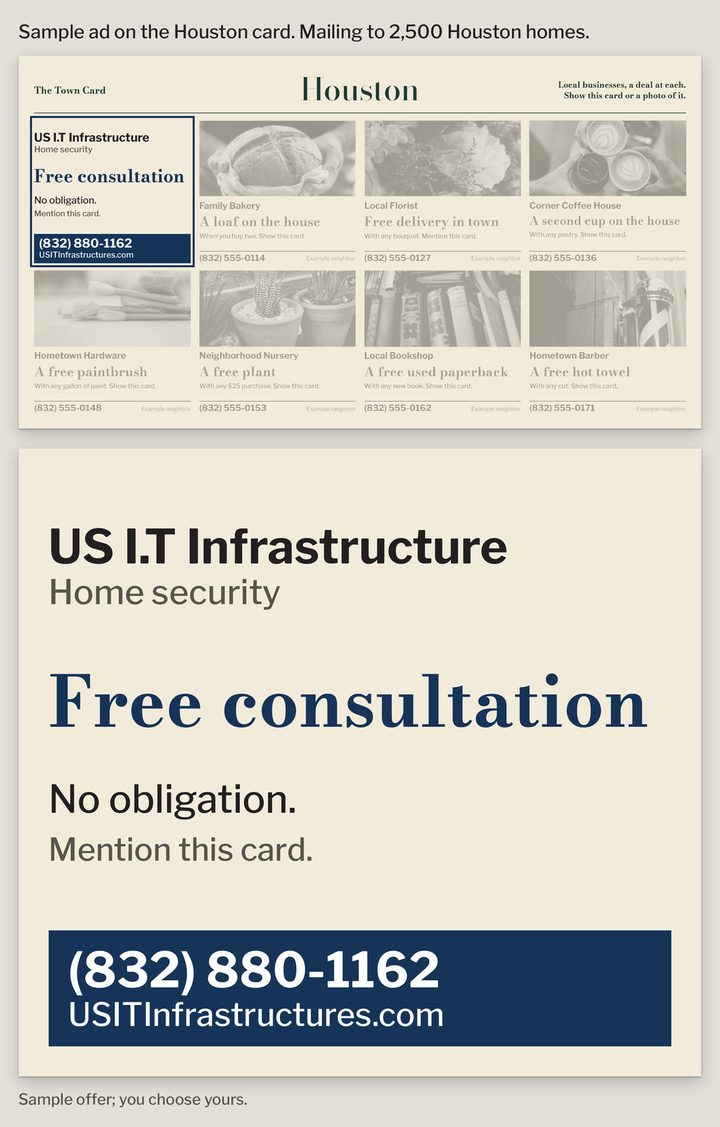 Sample ad on the Houston card. Mailing to 2,500 Houston homes.
The Town Card
Houston
Local businesses, a deal at each.
Show this card or a photo of it.
US I.T Infrastructure
Home security
Free consultation
No obligation.
Mention this card.
(832) 880-1162
USITInfrastructures.com
Family Bakery
A loaf on the house
When you buy two. Show this card.
(832) 555-0114
Example neighbor
Local Florist
Free delivery in town
With any bouquet. Mention this card.
(832) 555-0127
Example neighbor
Corner Coffee House
A second cup on the house
With any pastry. Show this card.
(832) 555-0136
Example neighbor
Hometown Hardware
A free paintbrush
With any gallon of paint. Show this card.
(832) 555-0148
Example neighbor
Neighborhood Nursery
A free plant
With any $25 purchase. Show this card.
(832) 555-0153
Example neighbor
Local Bookshop
A free used paperback
With any new book. Show this card.
(832) 555-0162
Example neighbor
Hometown Barber
A free hot towel
With any cut. Show this card.
(832) 555-0171
Example neighbor
US I.T Infrastructure
Home security
Free consultation
No obligation.
Mention this card.
(832) 880-1162
USITInfrastructures.com
Sample offer; you choose yours.